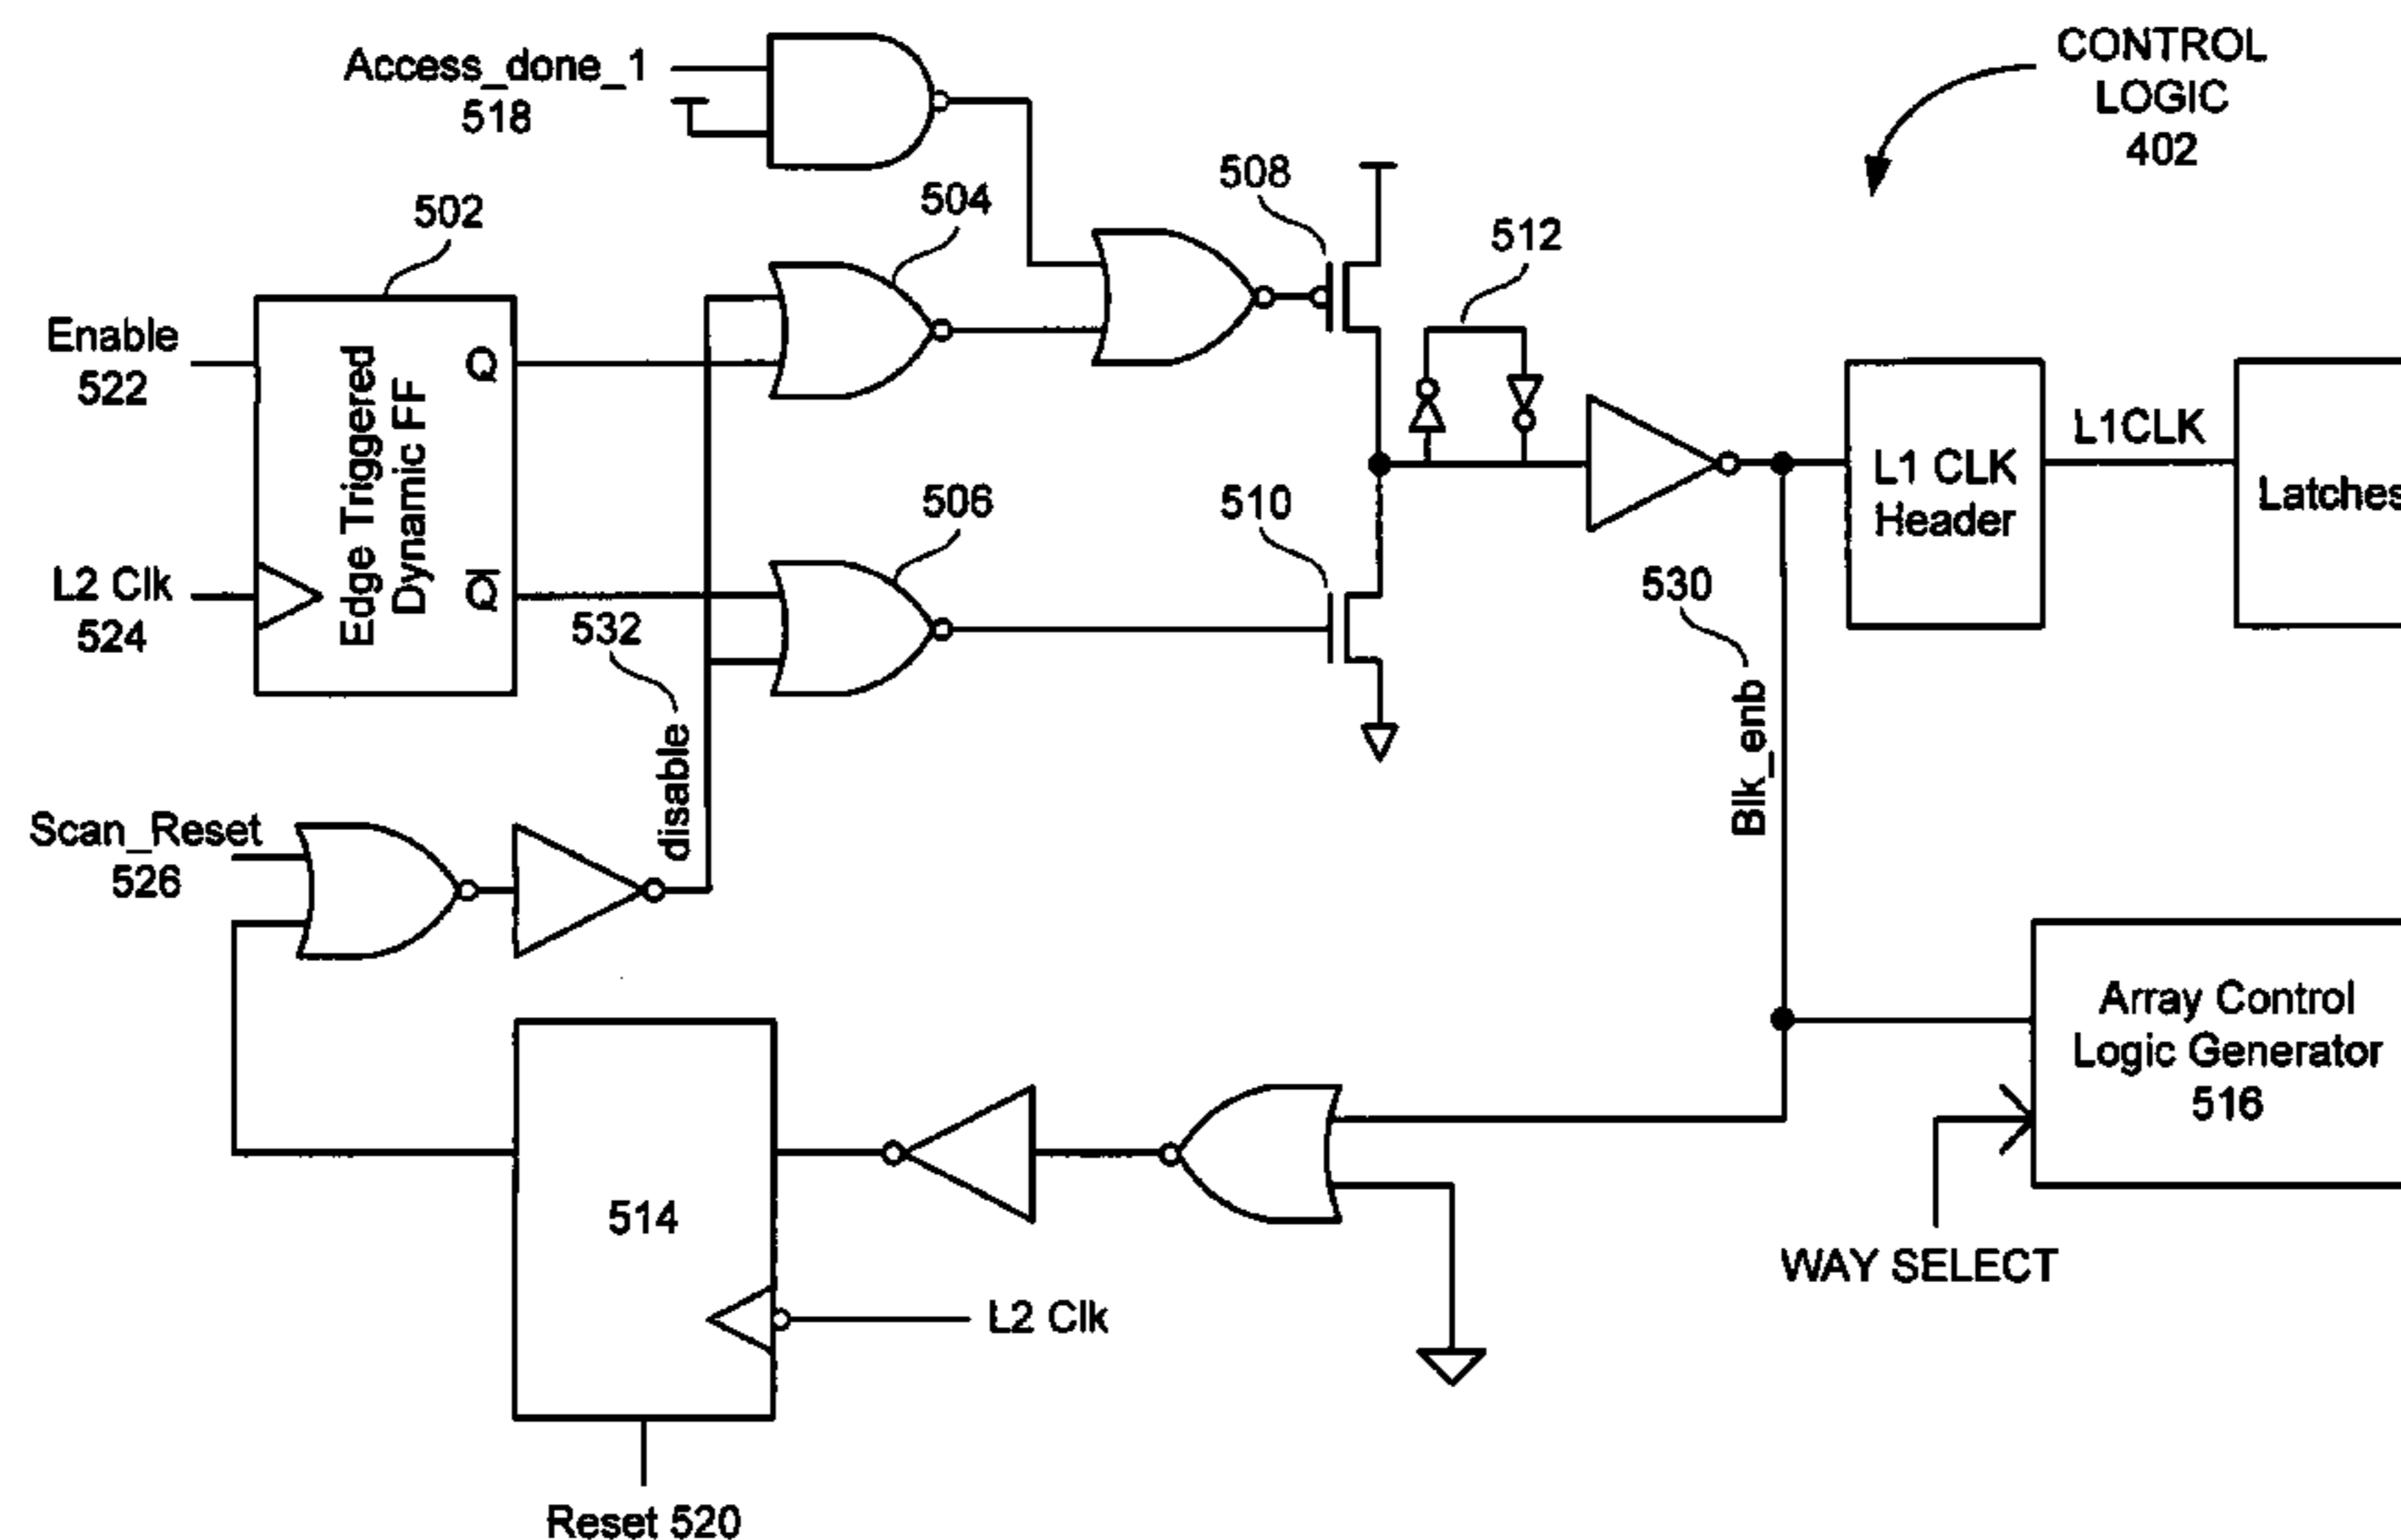 Access_done_1
518
CONTROL
LOGIC
402
502
504
508
512
Enable
522
Q
Edge Triggered
Dynamic FF
L2 Clk
524
Q
506
510
L1 CLK
Header
L1CLK
Latches
532
disable
530
Blk_enb
Scan_Reset
526
514
L2 Clk
Reset 520
Array Control
Logic Generator
516
WAY SELECT